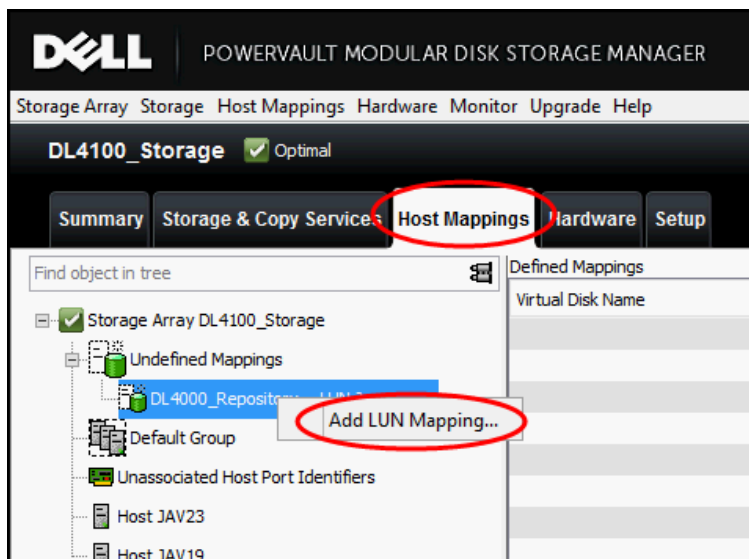 DELL POWERVAULT MODULAR DISK STORAGE MANAGER
Storage Array Storage Host Mappings Hardware Monitor Upgrade Help
DL4100_Storage Optimal
Summary Storage & Copy Services Host Mappings Hardware Setup
Find object in tree
Defined Mappings
Virtual Disk Name
Storage Array DL4100_Storage
Undefined Mappings
DL4000_Repository
Add LUN Mapping...
Default Group
Unassociated Host Port Identifiers
Host JAV23
Host JAV19